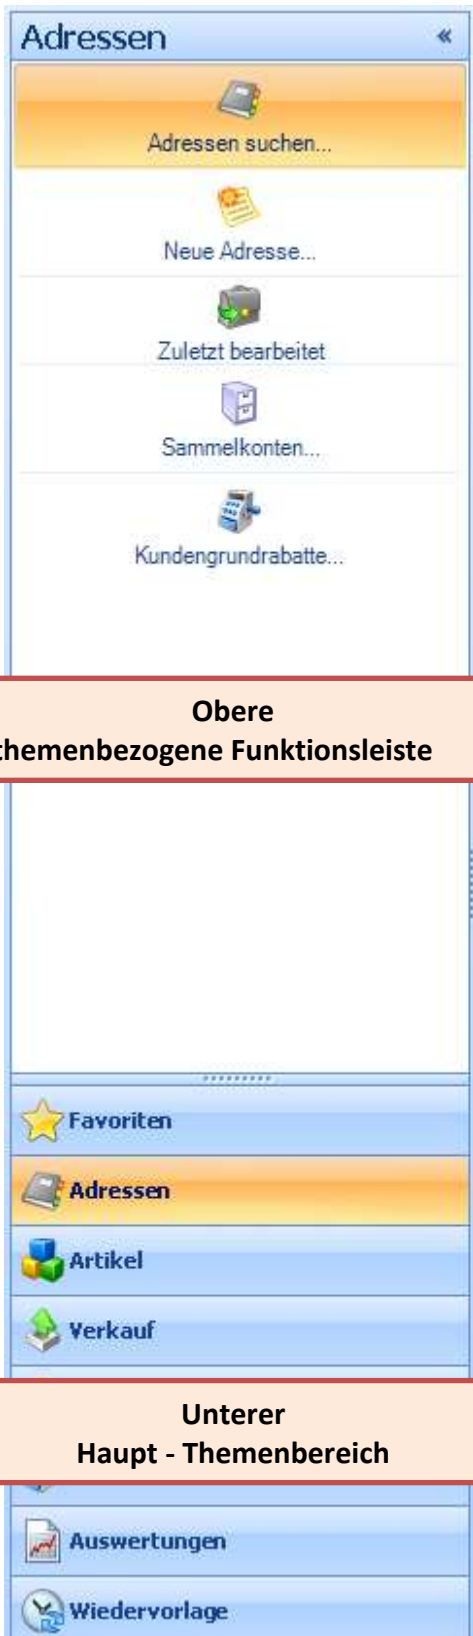 Adressen «
Adressen suchen...
Neue Adresse...
Zuletzt bearbeitet
Sammelkonten...
Kundengrundrabatte...
Obere
themenbezogene Funktionsleiste
Favoriten
Adressen
Artikel
Verkauf
Unterer
Haupt - Themenbereich
Auswertungen
Wiedervorlage